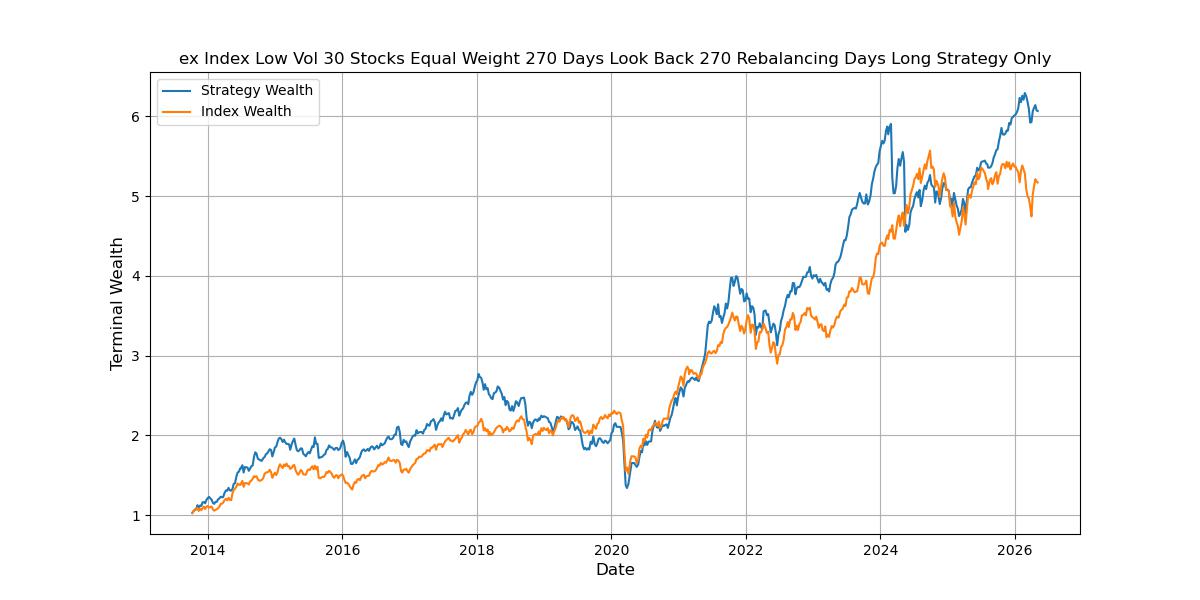 ex Index Low Vol 30 Stocks Equal Weight 270 Days Look Back 270 Rebalancing Days Long Strategy Only
Strategy Wealth
Index Wealth
Terminal Wealth
6
5
4
3
2
1
2014 2016 2018 2020 2022 2024 2026
Date